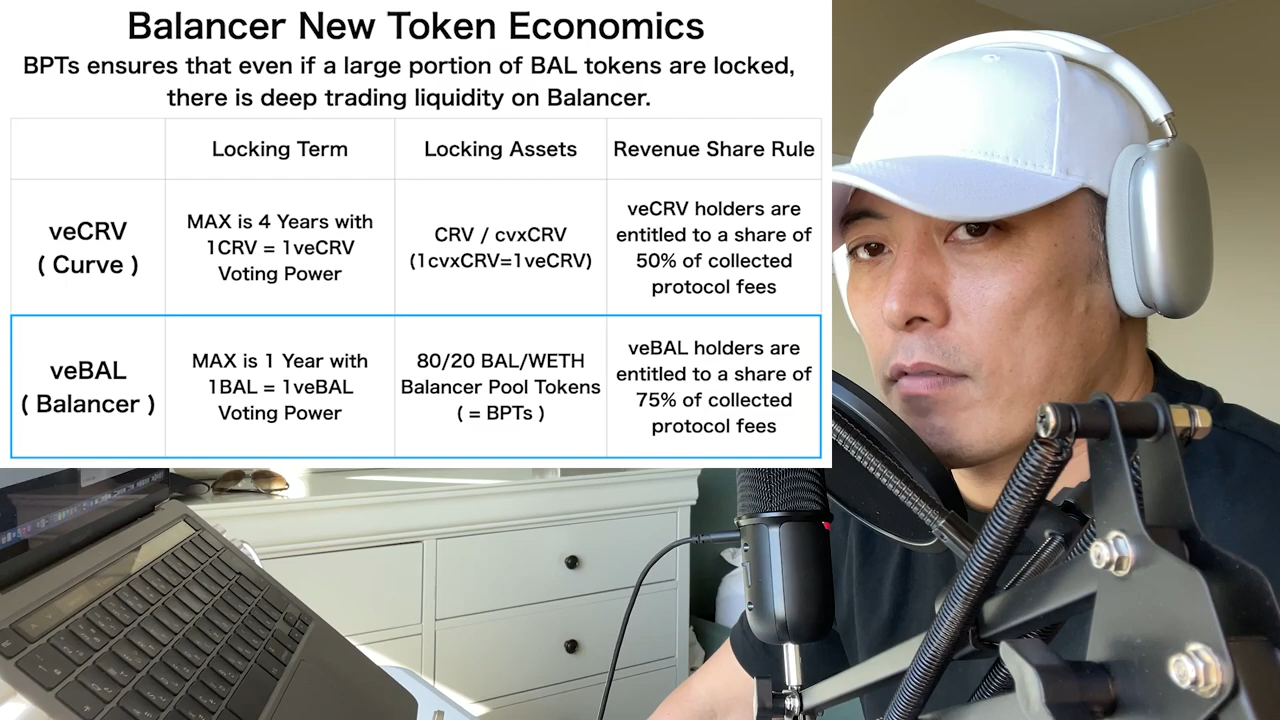 Balancer New Token Economics
BPTs ensures that even if a large portion of BAL tokens are locked,
there is deep trading liquidity on Balancer.
Locking Term
Locking Assets
Revenue Share Rule
veCRV
( Curve )
MAX is 4 Years with
1CRV = 1veCRV
Voting Power
CRV / cvxCRV
(1cvxCRV=1veCRV)
veCRV holders are
entitled to a share of
50% of collected
protocol fees
veBAL
( Balancer )
MAX is 1 Year with
1BAL = 1veBAL
Voting Power
80/20 BAL/WETH
Balancer Pool Tokens
( = BPTs )
veBAL holders are
entitled to a share of
75% of collected
protocol fees